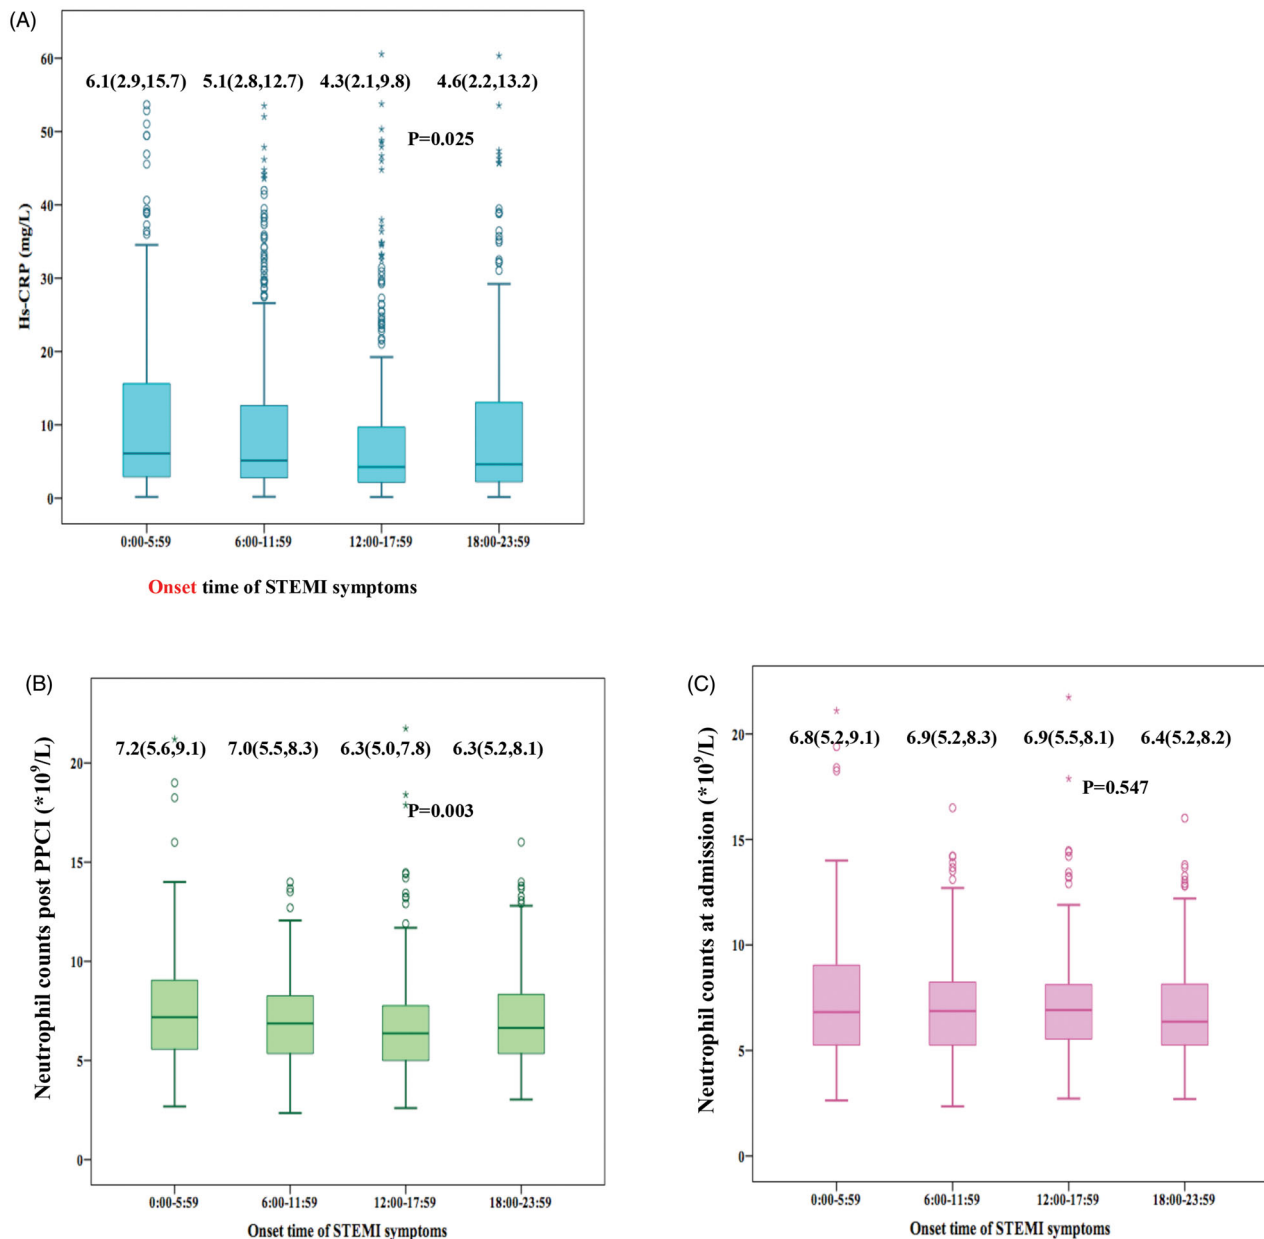 (A)
60
50
40
30
20
10
0
Hs-CRP (mg/L)
6.1(2.9,15.7) 5.1(2.8,12.7) 4.3(2.1,9.8) 4.6(2.2,13.2)
P=0.025
0:00-5:59 6:00-11:59 12:00-17:59 18:00-23:59
Onset time of STEMI symptoms
(B)
20
15
10
5
0
Neutrophil counts post PPCI (*10⁹/L)
7.2(5.6,9.1) 7.0(5.5,8.3) 6.3(5.0,7.8) 6.3(5.2,8.1)
P=0.003
0:00-5:59 6:00-11:59 12:00-17:59 18:00-23:59
Onset time of STEMI symptoms
(C)
20
15
10
5
0
Neutrophil counts at admission (*10⁹/L)
6.8(5.2,9.1) 6.9(5.2,8.3) 6.9(5.5,8.1) 6.4(5.2,8.2)
P=0.547
0:00-5:59 6:00-11:59 12:00-17:59 18:00-23:59
Onset time of STEMI symptoms